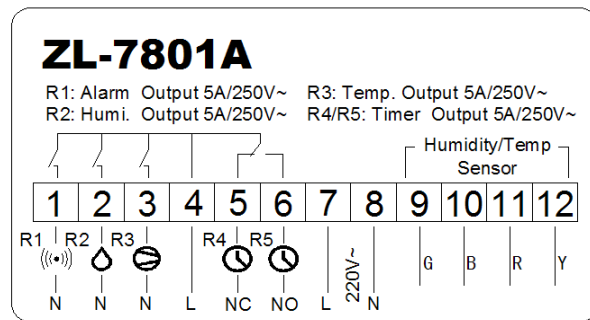 ZL-7801A
R1: Alarm Output 5A/250V~ R3: Temp. Output 5A/250V~
R2: Humi. Output 5A/250V~ R4/R5: Timer Output 5A/250V~
Humidity/Temp
Sensor
1 2 3 4 5 6 7 8 9 10 11 12
R1 R2 R3 R4 R5 220V~ G B R Y
N N N L NC NO L N